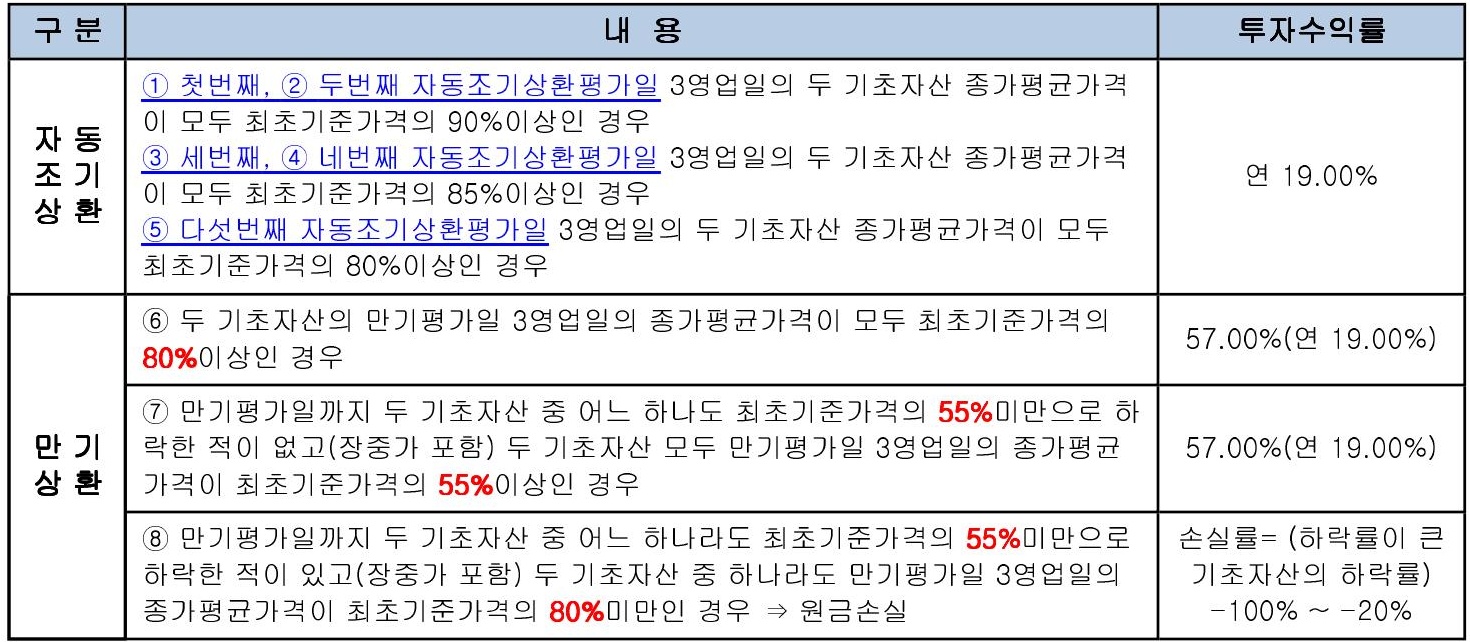 구 분
내 용
투자수익률
자 동
조 기
상 환
① 첫번째, ② 두번째 자동조기상환평가일 3영업일의 두 기초자산 종가평균가격
이 모두 최초기준가격의 90%이상인 경우
③ 세번째, ④ 네번째 자동조기상환평가일 3영업일의 두 기초자산 종가평균가격
이 모두 최초기준가격의 85%이상인 경우
⑤ 다섯번째 자동조기상환평가일 3영업일의 두 기초자산 종가평균가격이 모두
최초기준가격의 80%이상인 경우
연 19.00%
만 기
상 환
⑥ 두 기초자산의 만기평가일 3영업일의 종가평균가격이 모두 최초기준가격의
80%이상인 경우
57.00%(연 19.00%)
⑦ 만기평가일까지 두 기초자산 중 어느 하나도 최초기준가격의 55%미만으로 하
락한 적이 없고(장중가 포함) 두 기초자산 모두 만기평가일 3영업일의 종가평균
가격이 최초기준가격의 55%이상인 경우
57.00%(연 19.00%)
⑧ 만기평가일까지 두 기초자산 중 어느 하나라도 최초기준가격의 55%미만으로
하락한 적이 있고(장중가 포함) 두 기초자산 중 하나라도 만기평가일 3영업일의
종가평균가격이 최초기준가격의 80%미만인 경우 ⇒ 원금손실
손실률= (하락률이 큰
기초자산의 하락률)
-100% ~ -20%